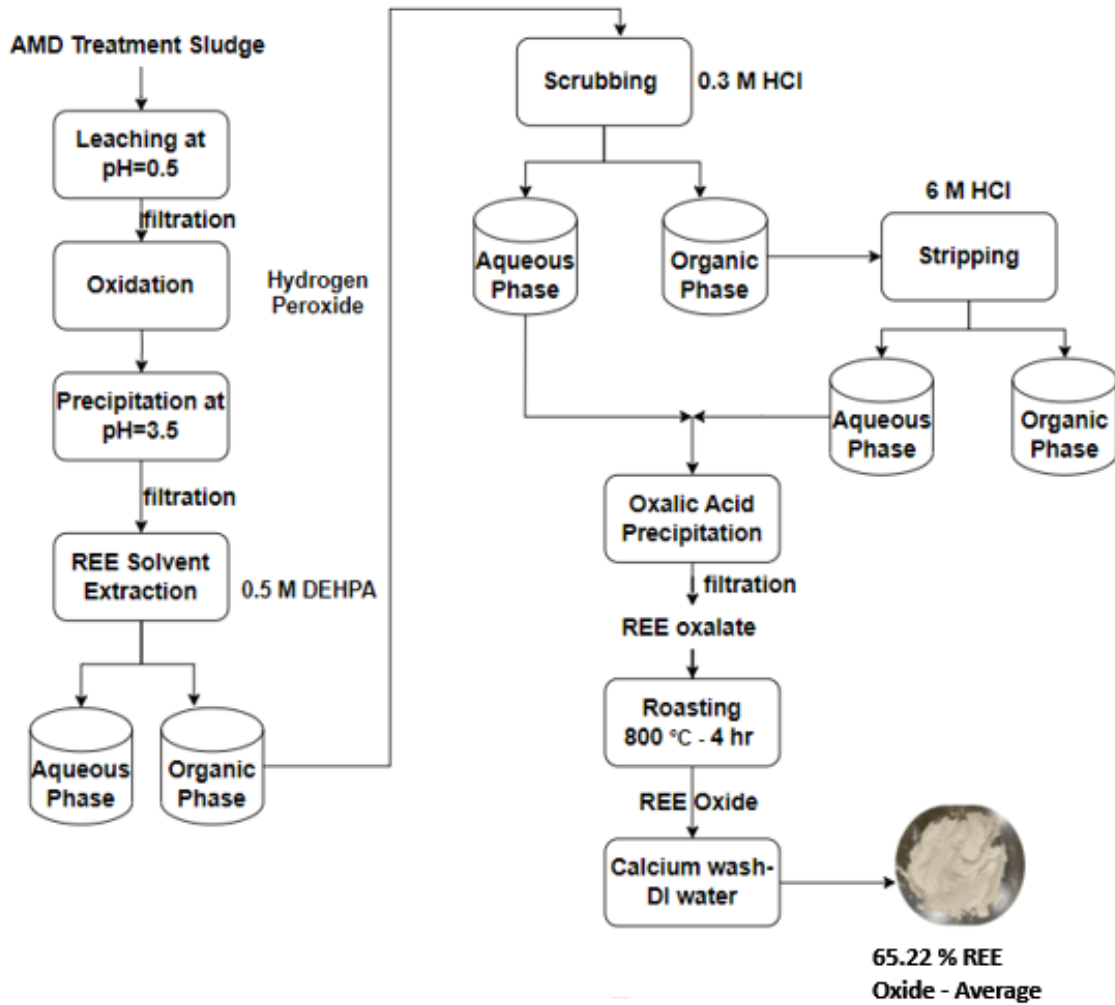 AMD Treatment Sludge
Leaching at
pH=0.5
filtration
Oxidation
Hydrogen
Peroxide
Precipitation at
pH=3.5
filtration
REE Solvent
Extraction
0.5 M DEHPA
Aqueous
Phase
Organic
Phase
Scrubbing
0.3 M HCl
Aqueous
Phase
Organic
Phase
6 M HCl
Stripping
Aqueous
Phase
Organic
Phase
Oxalic Acid
Precipitation
filtration
REE oxalate
Roasting
800 °C - 4 hr
REE Oxide
Calcium wash-
DI water
65.22 % REE
Oxide - Average